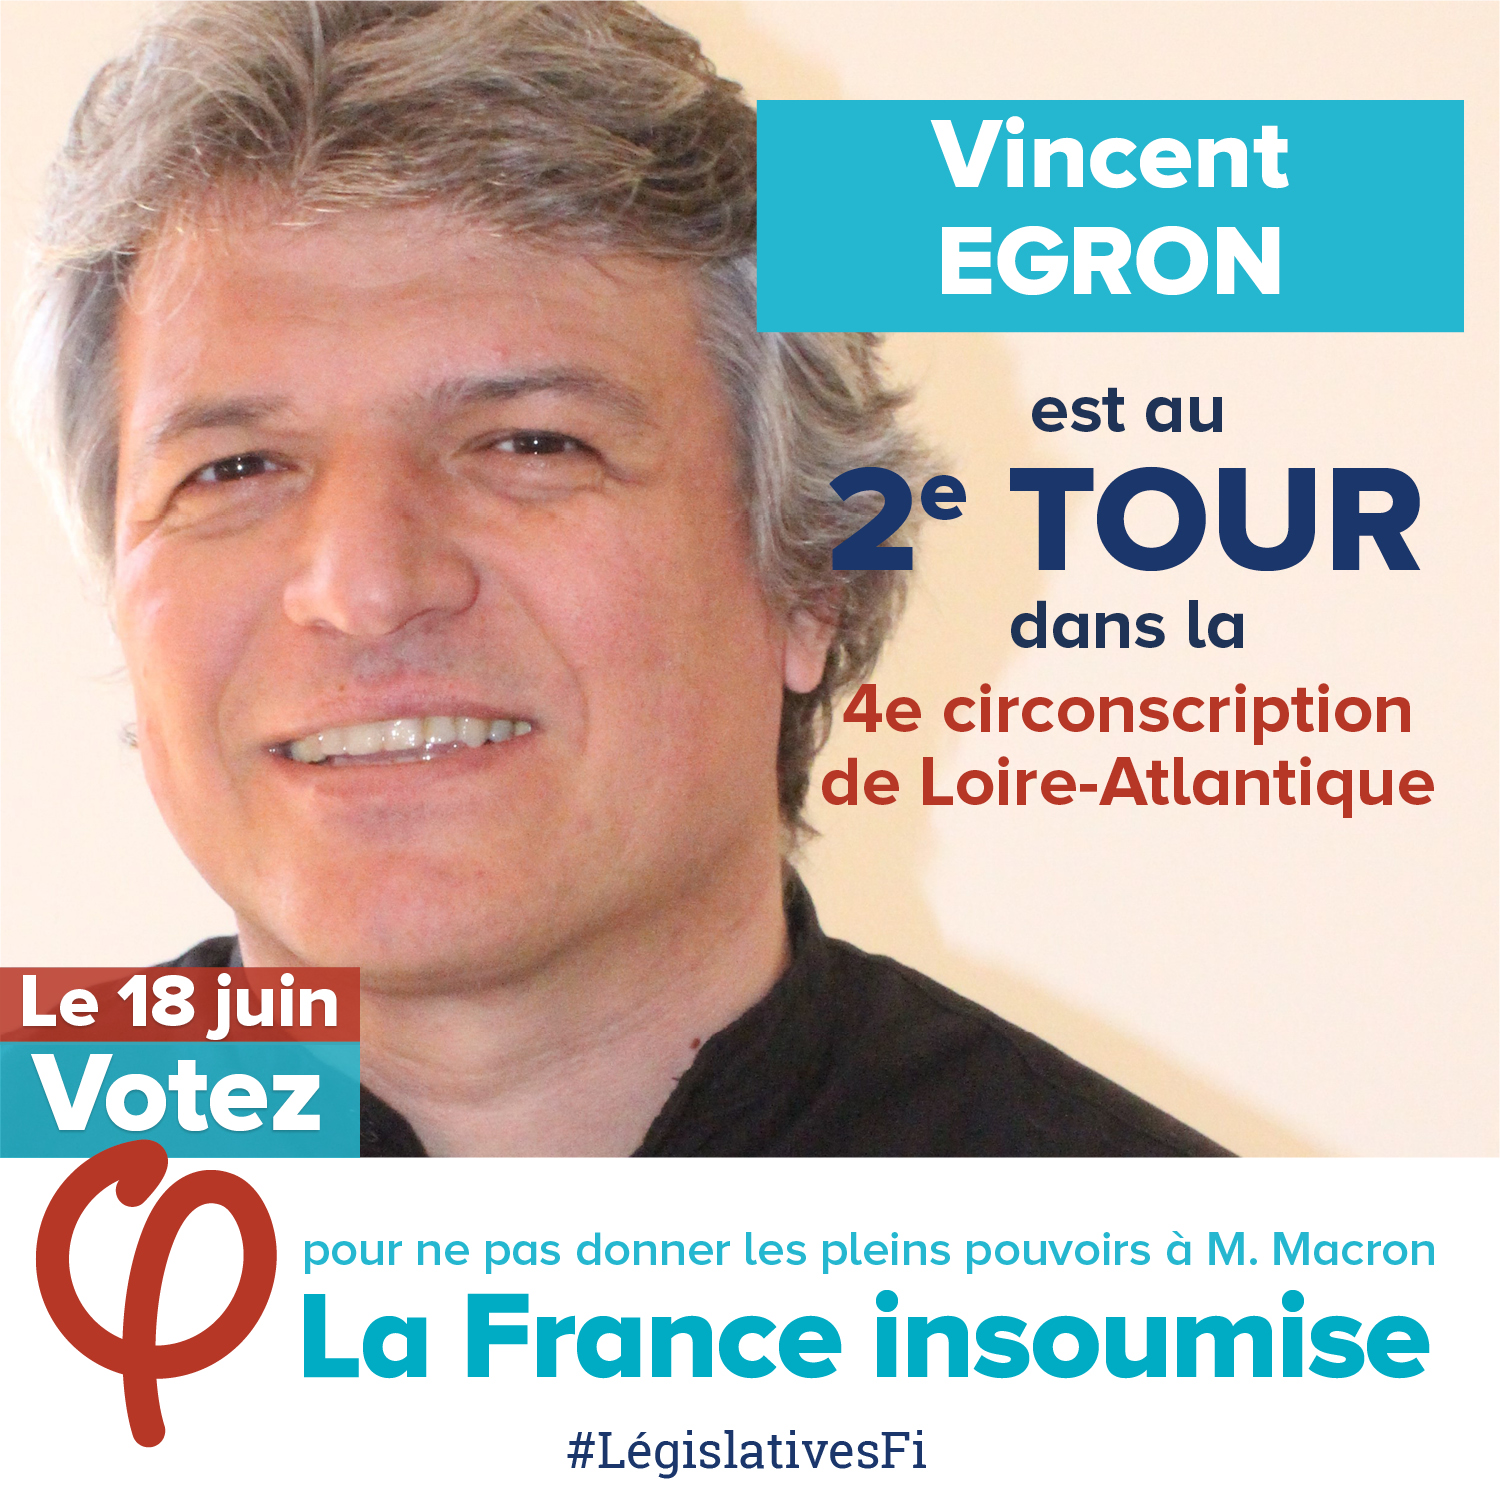 Vincent
EGRON
est au
2e TOUR
dans la
4e circonscription
de Loire-Atlantique
Le 18 juin
Votez
φ
pour ne pas donner les pleins pouvoirs à M. Macron
La France insoumise
#LégislativesFi